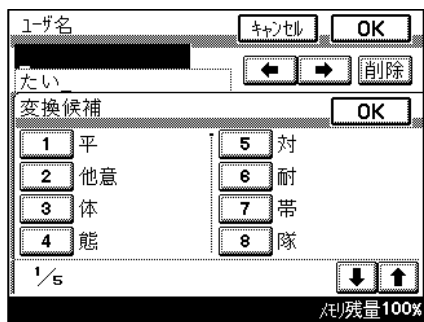 ユーザ名 キャンセル OK
たい_ 削除
変換候補 OK
1 平 5 対
2 他意 6 耐
3 体 7 帯
4 態 8 隊
1/5
メモリ残量100%